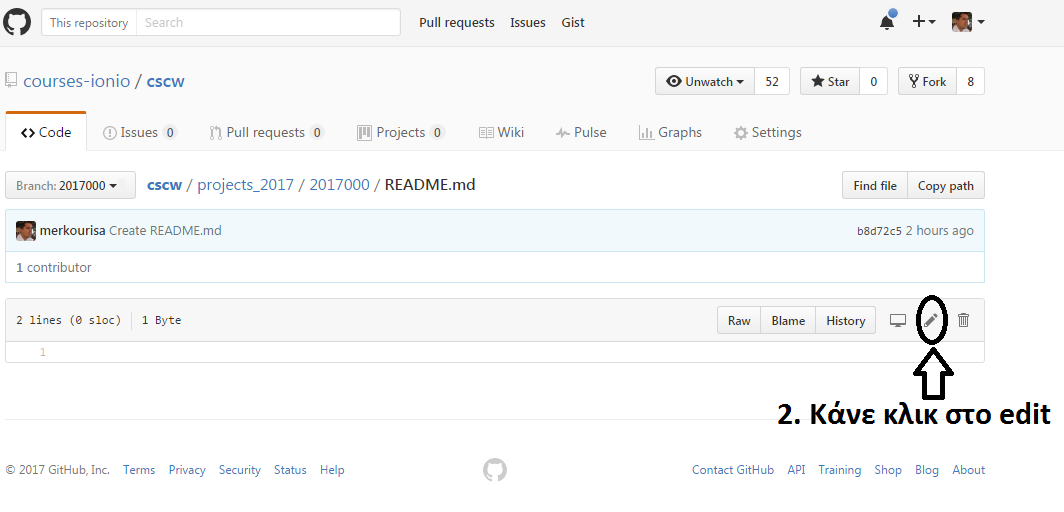 This repository Search Pull requests Issues Gist
courses-ionio / cscw Unwatch 52 Star 0 Fork 8
Code Issues 0 Pull requests 0 Projects 0 Wiki Pulse Graphs Settings
Branch: 2017000 cscw / projects_2017 / 2017000 / README.md Find file Copy path
merkourisa Create README.md b8d72c5 2 hours ago
1 contributor
2 lines (0 sloc) 1 Byte Raw Blame History
1
2. Κάνε κλικ στο edit
© 2017 GitHub, Inc. Terms Privacy Security Status Help Contact GitHub API Training Shop Blog About